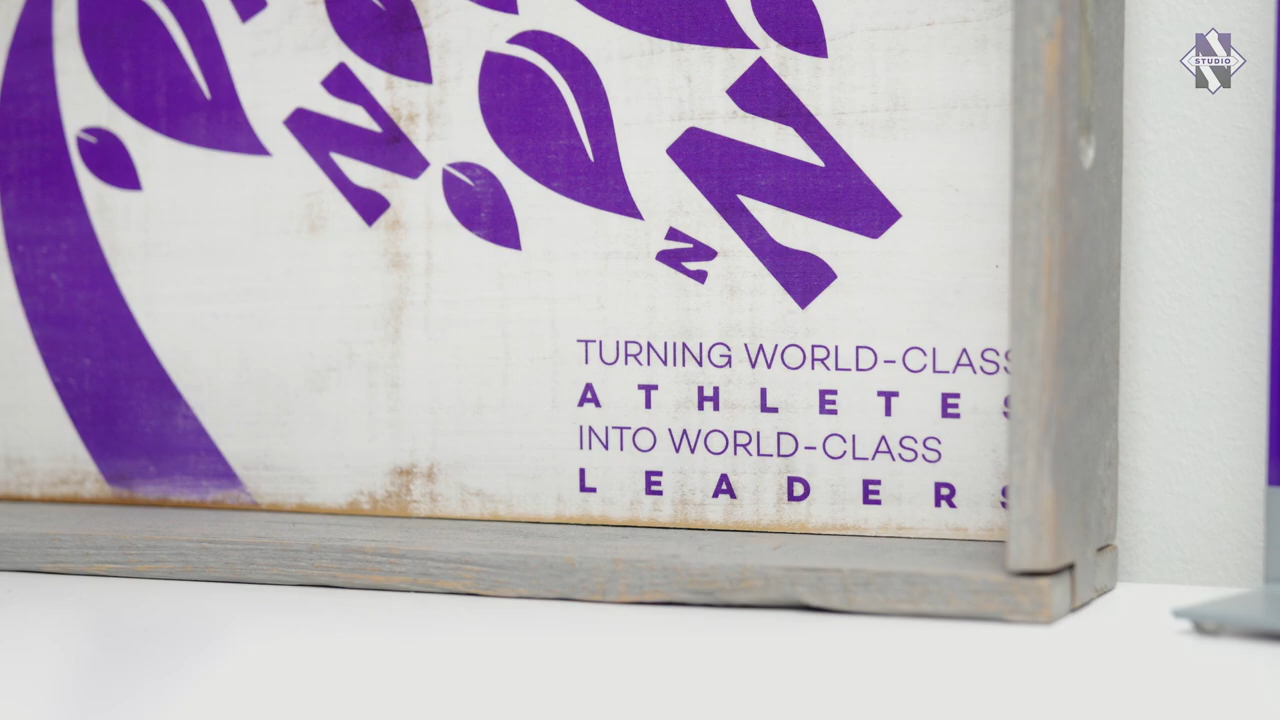 N
STUDIO
N
N
N
TURNING WORLD-CLASS
ATHLETES
INTO WORLD-CLASS
LEADERS